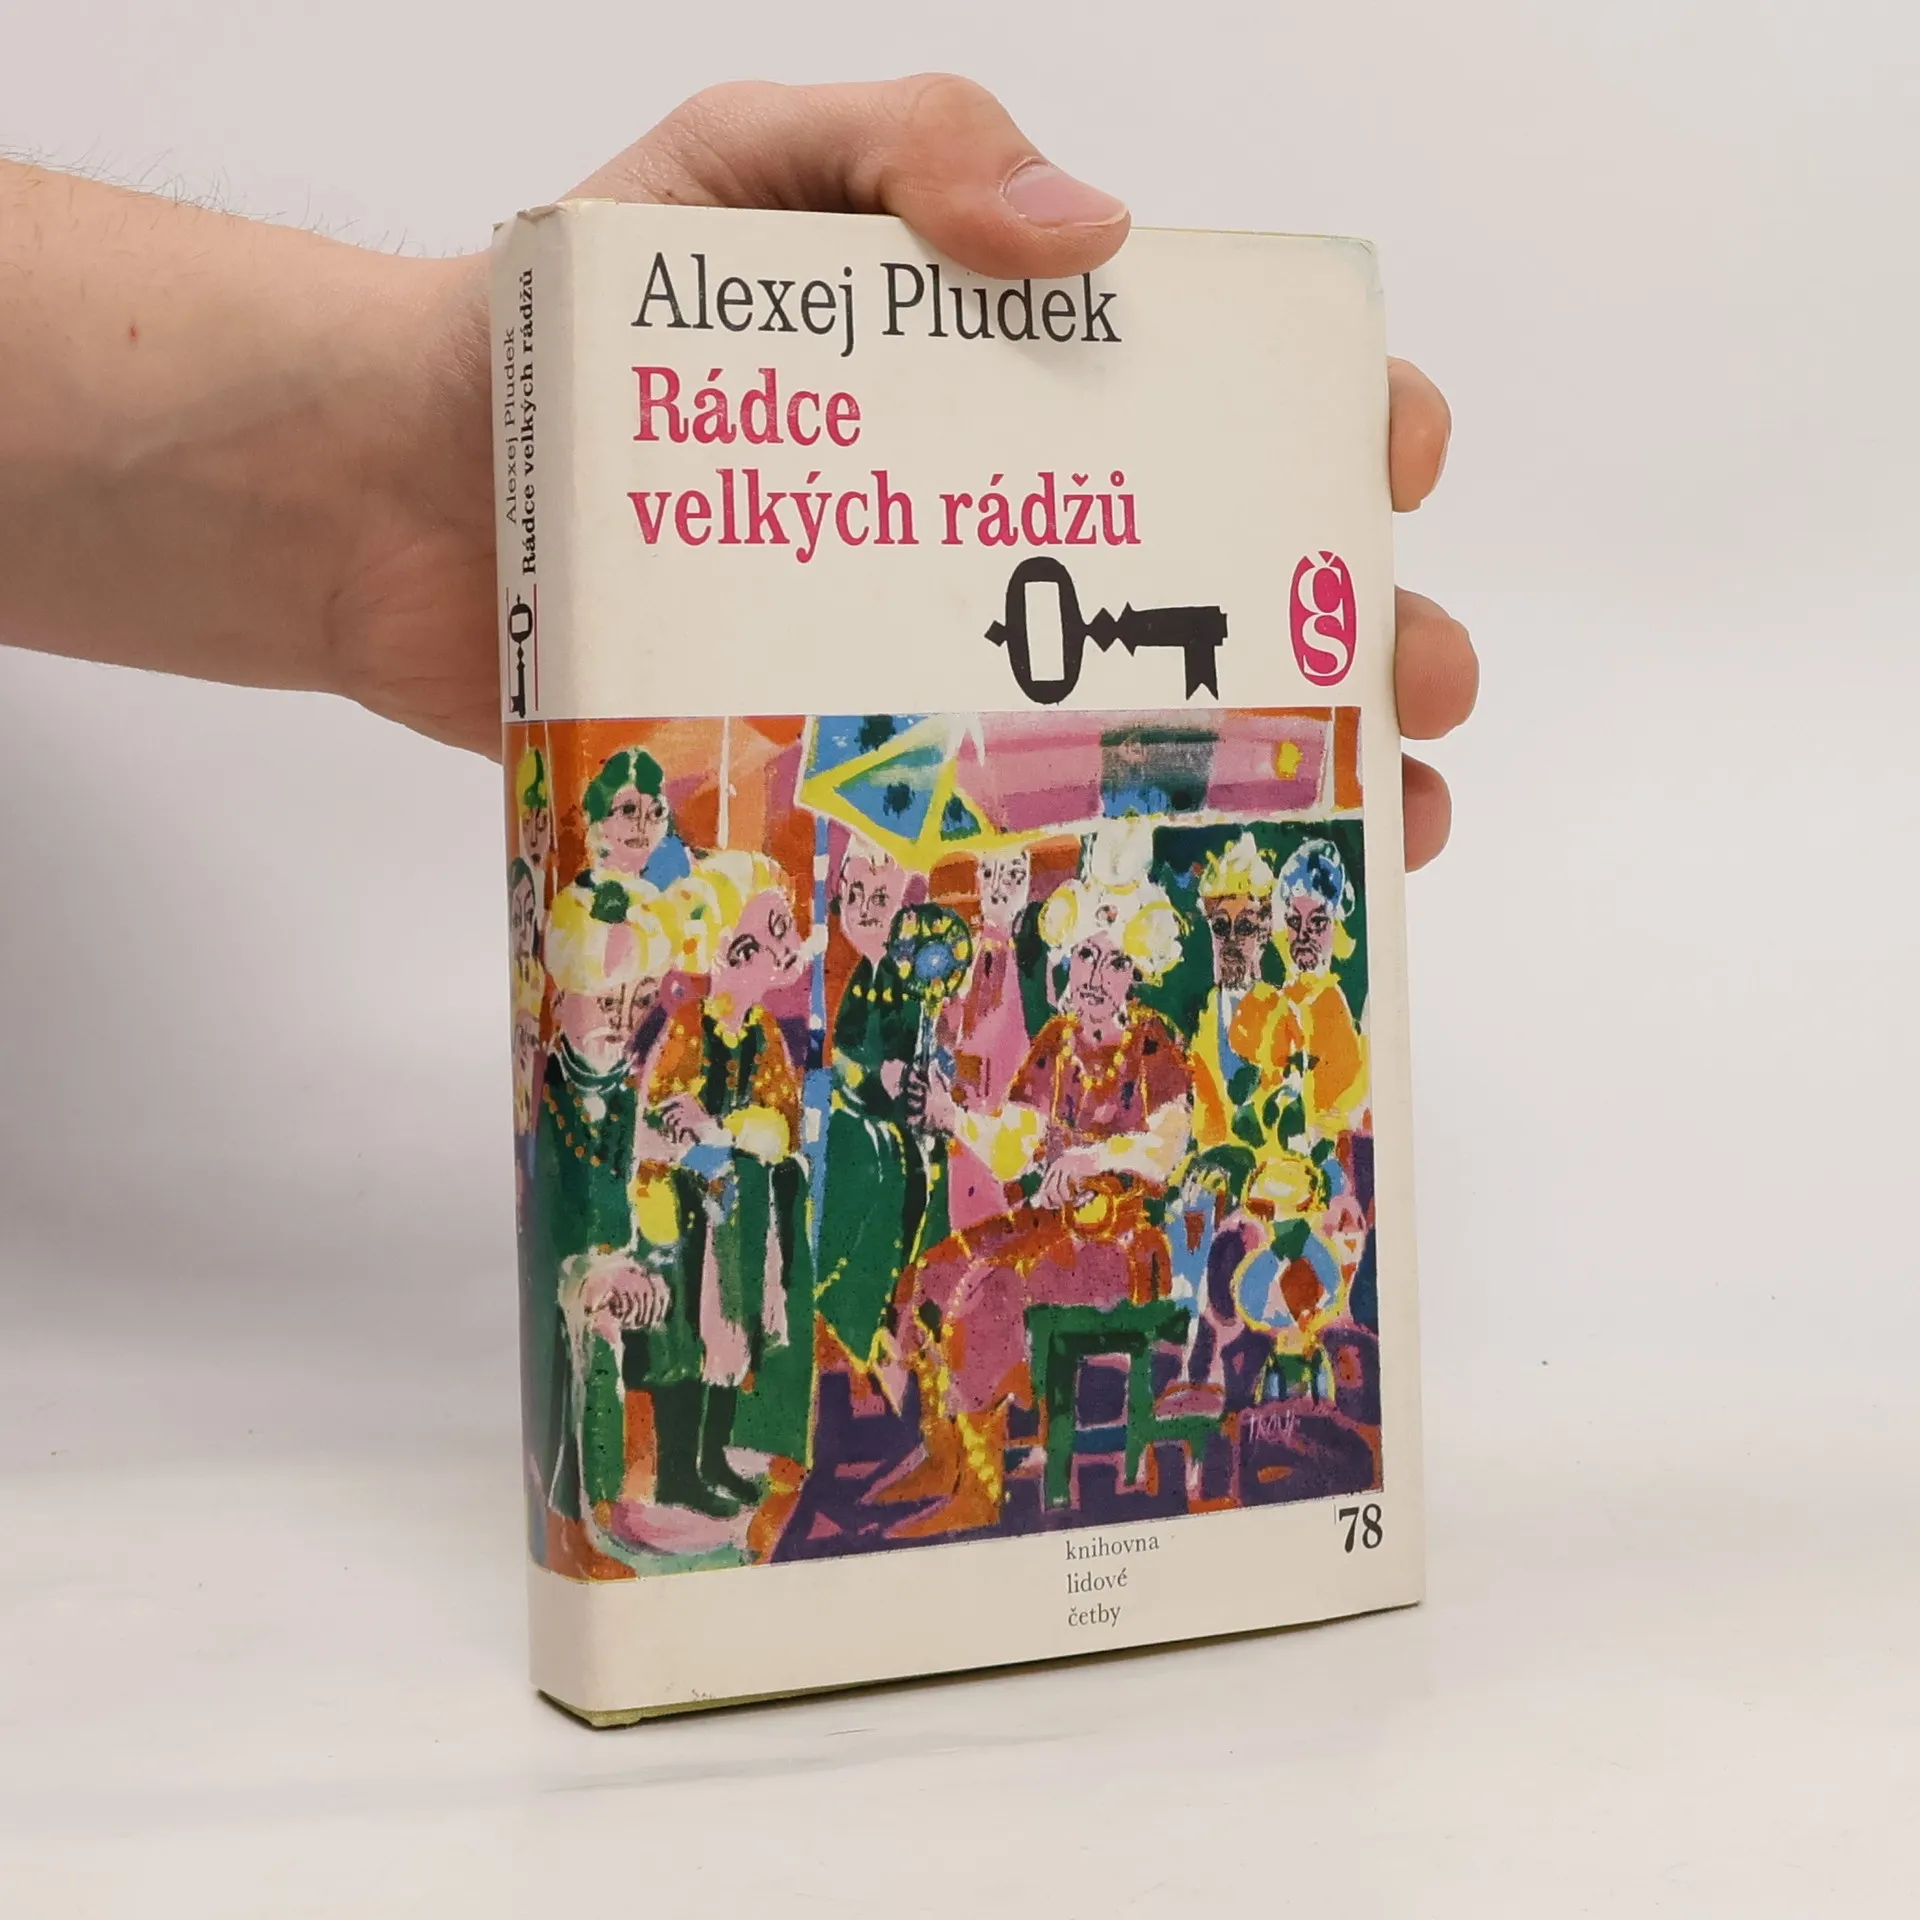 Alexej Pludek
Rádce velkých rádžů
Alexej Pludek
Rádce
velkých rádžů
ČS
knihovna
lidové
četby
'78